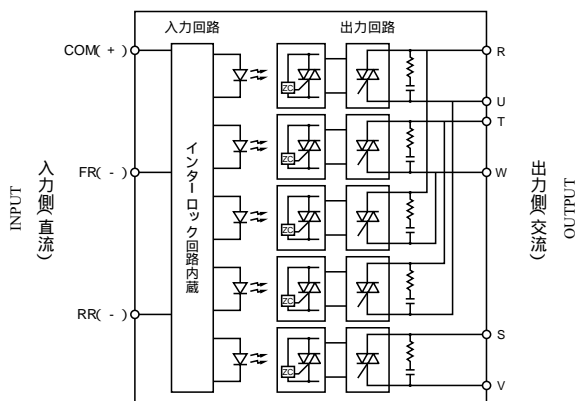 入力回路
出力回路
COM( + )
FR( - )
RR( - )
INPUT
入力側(直流)
インターロック回路内蔵
ZC
ZC
ZC
ZC
ZC
R
U
T
W
S
V
出力側(交流)
OUTPUT